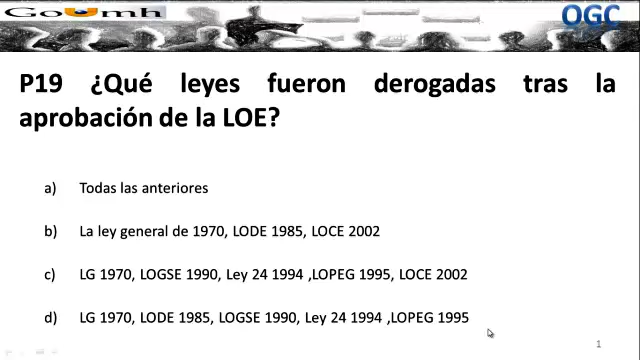 GOUmh
OGC
P19 ¿Qué leyes fueron derogadas tras la
aprobación de la LOE?
a) Todas las anteriores
b) La ley general de 1970, LODE 1985, LOCE 2002
c) LG 1970, LOGSE 1990, Ley 24 1994 ,LOPEG 1995, LOCE 2002
d) LG 1970, LODE 1985, LOGSE 1990, Ley 24 1994 ,LOPEG 1995
1